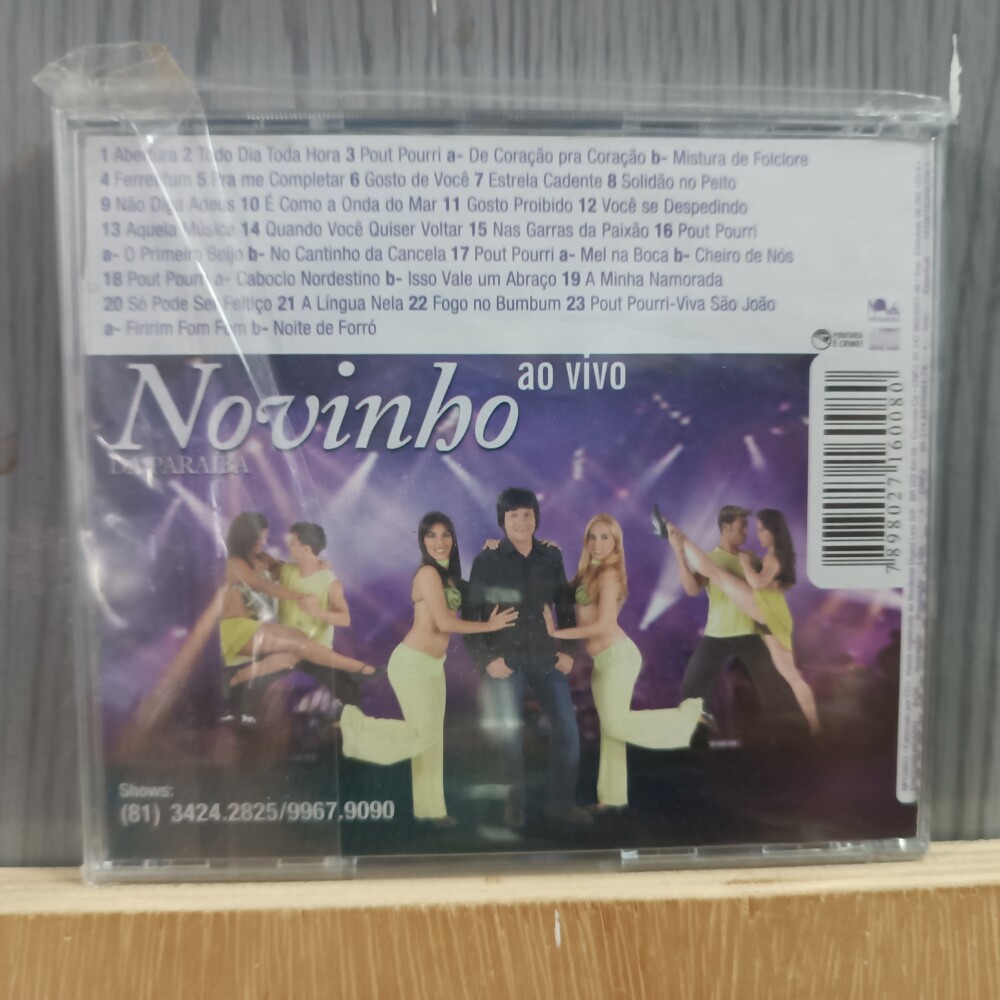 1 Abertura 2 Todo Dia Toda Hora 3 Pout Pourri a- De Coração pra Coração b- Mistura de Folclore
4 Ferrentum 5 Pra me Completar 6 Gosto de Você 7 Estrela Cadente 8 Solidão no Peito
9 Não Diga Adeus 10 É Como a Onda do Mar 11 Gosto Proibido 12 Você se Despedindo
13 Aquela Música 14 Quando Você Quiser Voltar 15 Nas Garras da Paixão 16 Pout Pourri
a- O Primeiro Beijo b- No Cantinho da Cancela 17 Pout Pourri a- Mel na Boca b- Cheiro de Nós
18 Pout Pourri a- Caboclo Nordestino b- Isso Vale um Abraço 19 A Minha Namorada
20 Só Pode Ser Feitiço 21 A Língua Nela 22 Fogo no Bumbum 23 Pout Pourri-Viva São João
a- Firirim Fom Fom b- Noite de Forró
PIRATARIA
É CRIME!
Novinho
ao vivo
DA PARAÍBA
7898027160080
Shows:
(81) 3424.2825/9967.9090